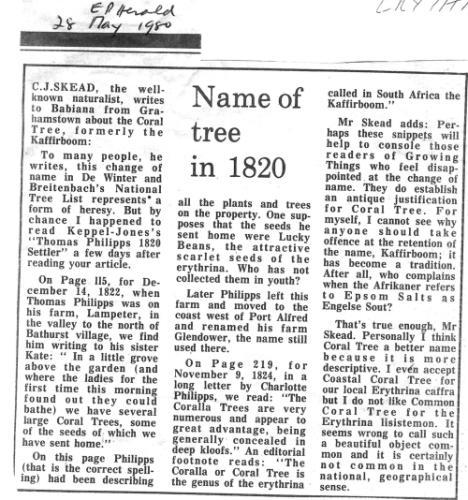 EP Herald
28 May 1980
ERYTHR
C.J.SKEAD, the well-
known naturalist, writes
to Babiana from Gra-
hamstown about the Coral
Tree, formerly the
Kaffirboom:
To many people, he
writes, this change of
name in De Winter and
Breitenbach's National
Tree List represents a
form of heresy. But by
chance I happened to
read Keppel-Jones's
"Thomas Philipps 1820
Settler" a few days after
reading your article.
On Page 115, for De-
cember 14, 1822, when
Thomas Philipps was on
his farm, Lampeter, in
the valley to the north of
Bathurst village, we find
him writing to his sister
Kate: " In a little grove
above the garden (and
where the ladies for the
first time this morning
found out they could
bathe) we have several
large Coral Trees, some
of the seeds of which we
have sent home."
On this page Philipps
(that is the correct spel-
ling) had been describing
Name of
tree
in 1820
all the plants and trees
on the property. One sup-
poses that the seeds he
sent home were Lucky
Beans, the attractive
scarlet seeds of the
erythrina. Who has not
collected them in youth?
Later Philipps left this
farm and moved to the
coast west of Port Alfred
and renamed his farm
Glendower, the name still
used there.
On Page 219, for
November 9, 1824, in a
long letter by Charlotte
Philipps, we read: "The
Coralla Trees are very
numerous and appear to
great advantage, being
generally concealed in
deep kloofs." An editorial
footnote reads: "The
Coralla or Coral Tree is
the genus of the erythrina
called in South Africa the
Kaffirboom."
Mr Skead adds: Per-
haps these snippets will
help to console those
readers of Growing
Things who feel disap-
pointed at the change of
name. They do establish
an antique justification
for Coral Tree. For
myself, I cannot see why
anyone should take
offence at the retention of
the name, Kaffirboom; it
has become a tradition.
After all, who complains
when the Afrikaner refers
to Epsom Salts as
Engelse Sout?
That's true enough, Mr
Skead. Personally I think
Coral Tree a better name
because it is more
descriptive. I even accept
Coastal Coral Tree for
our local Erythrina caffra
but I do not like Common
Coral Tree for the
Erythrina lisistemon. It
seems wrong to call such
a beautiful object com-
mon and it is certainly
not common in the
national, geographical
sense.